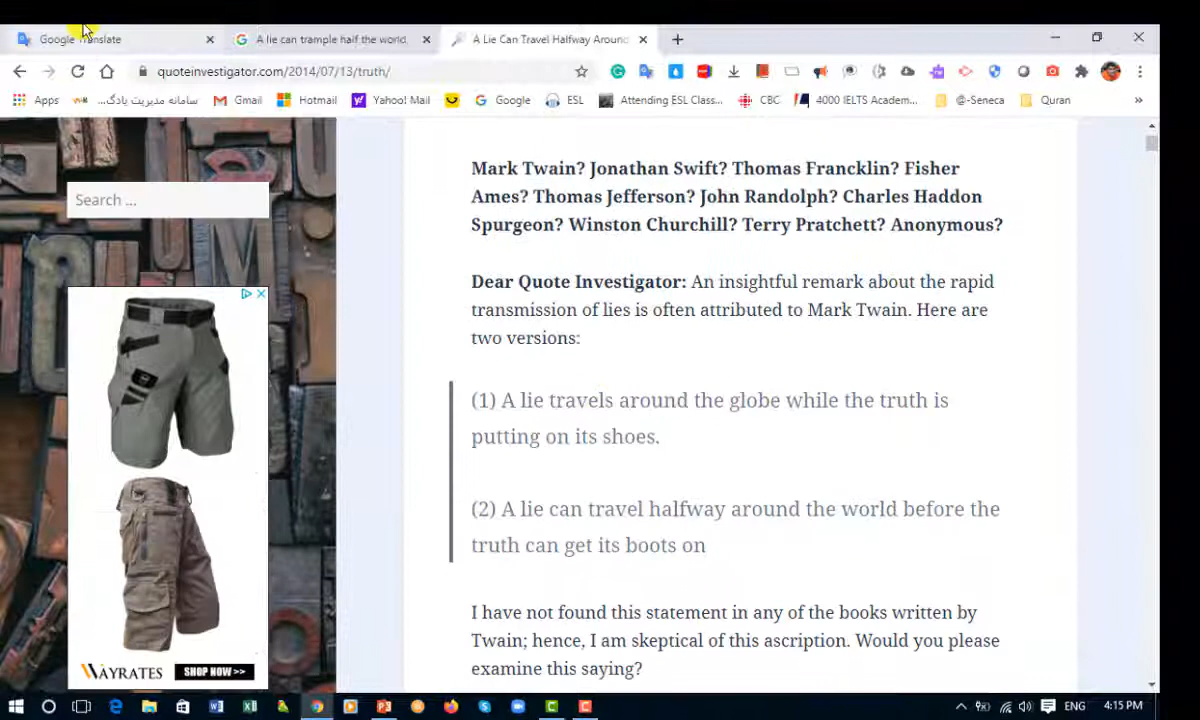 Google Translate
A lie can trample half the world
A Lie Can Travel Halfway Around
quoteinvestigator.com/2014/07/13/truth/
Apps
سامانه مدیریت یادگ...
Gmail
Hotmail
Yahoo! Mail
Google
ESL
Attending ESL Class...
CBC
4000 IELTS Academ...
@-Seneca
Quran
»
Search ...
Mark Twain? Jonathan Swift? Thomas Francklin? Fisher
Ames? Thomas Jefferson? John Randolph? Charles Haddon
Spurgeon? Winston Churchill? Terry Pratchett? Anonymous?
Dear Quote Investigator: An insightful remark about the rapid
transmission of lies is often attributed to Mark Twain. Here are
two versions:
(1) A lie travels around the globe while the truth is
putting on its shoes.
(2) A lie can travel halfway around the world before the
truth can get its boots on
I have not found this statement in any of the books written by
Twain; hence, I am skeptical of this ascription. Would you please
examine this saying?
WAYRATES
SHOP NOW >>
ENG
4:15 PM